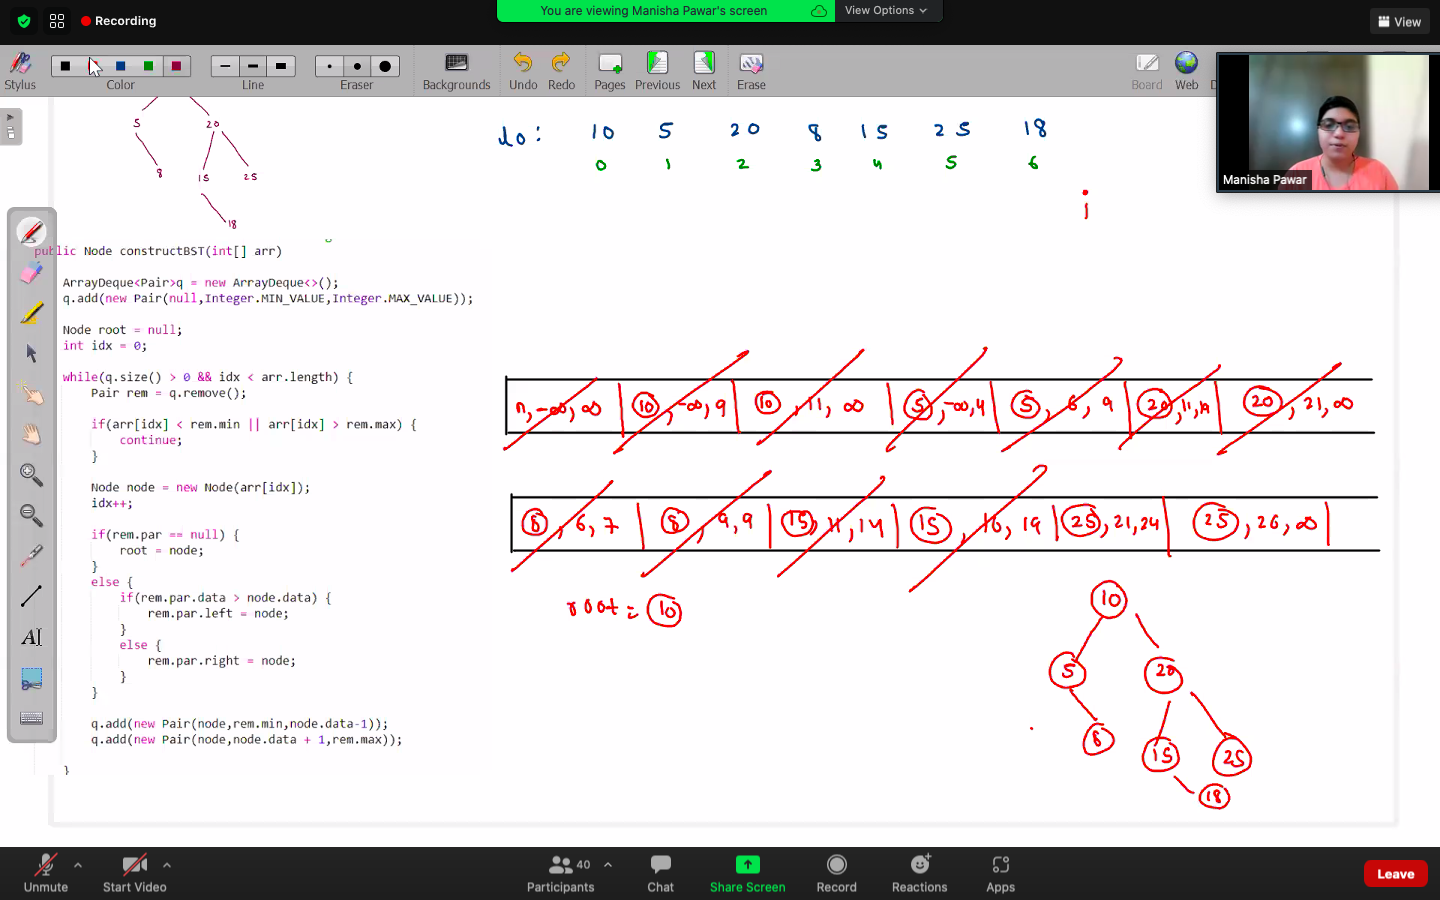 Recording
You are viewing Manisha Pawar's screen
View Options
View
Stylus
Color
Line
Eraser
Backgrounds
Undo
Redo
Pages
Previous
Next
Erase
Board
Web
Manisha Pawar
5
20
8
15
25
18
lo: 10 5 20 8 15 25 18
0 1 2 3 4 5 6
i
public Node constructBST(int[] arr)
ArrayDeque<Pair>q = new ArrayDeque<>();
q.add(new Pair(null,Integer.MIN_VALUE,Integer.MAX_VALUE));
Node root = null;
int idx = 0;
while(q.size() > 0 && idx < arr.length) {
Pair rem = q.remove();
if(arr[idx] < rem.min || arr[idx] > rem.max) {
continue;
}
Node node = new Node(arr[idx]);
idx++;
if(rem.par == null) {
root = node;
}
else {
if(rem.par.data > node.data) {
rem.par.left = node;
}
else {
rem.par.right = node;
}
}
q.add(new Pair(node,rem.min,node.data-1));
q.add(new Pair(node,node.data + 1,rem.max));
}
n, -∞, ∞ | 10, -∞, 9 | 10, 11, ∞ | 5, -∞, 4 | 5, 6, 9 | 20, 11, 19 | 20, 21, ∞
8, 6, 7 | 8, 9, 9 | 15, 11, 14 | 15, 16, 19 | 25, 21, 24 | 25, 26, ∞ |
root = 10
10
5
20
8
15
25
18
AI
Unmute
Start Video
Participants
40
Chat
Share Screen
Record
Reactions
Apps
Leave